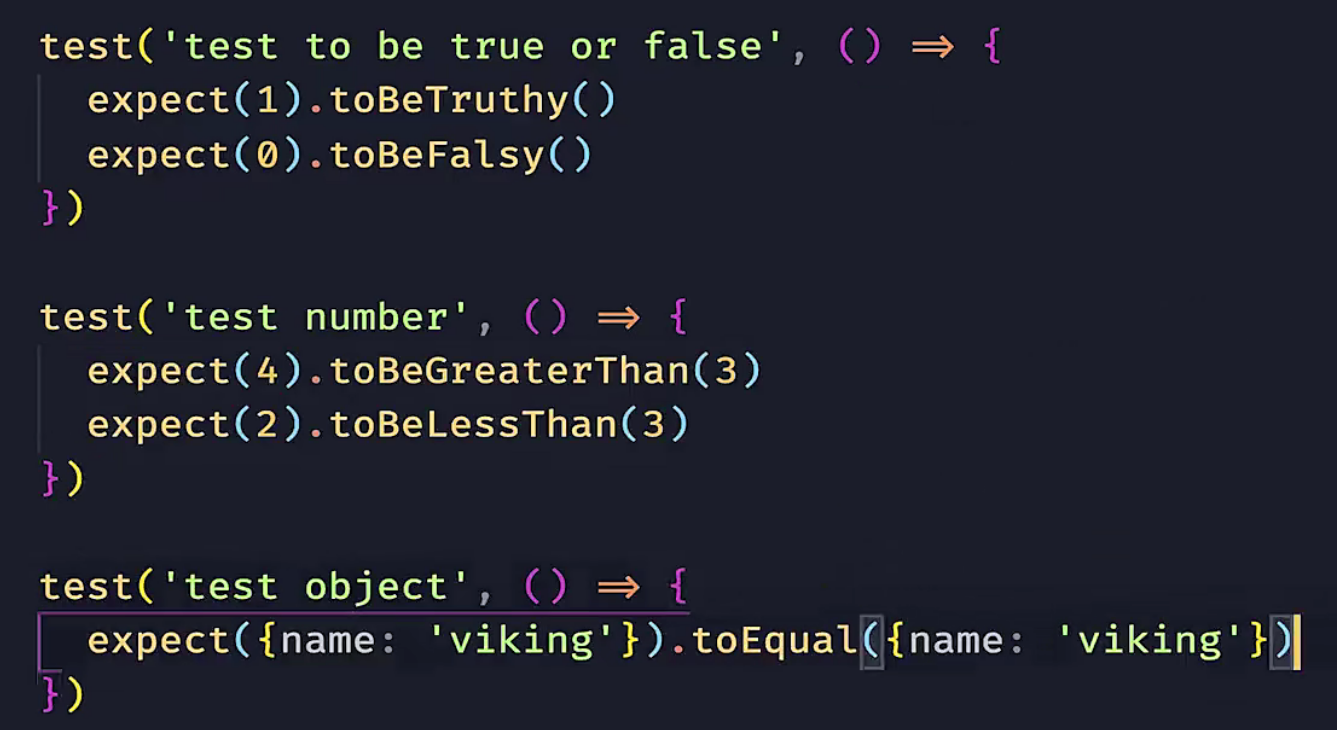 test('test to be true or false', () => {
  expect(1).toBeTruthy()
  expect(0).toBeFalsy()
})
test('test number', () => {
  expect(4).toBeGreaterThan(3)
  expect(2).toBeLessThan(3)
})
test('test object', () => {
  expect({name: 'viking'}).toEqual({name: 'viking'})
})